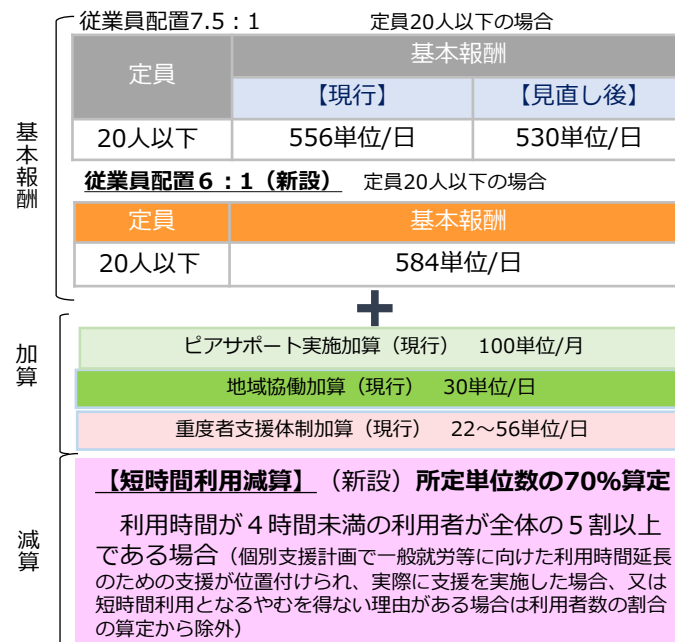 従業員配置7.5：1　定員20人以下の場合
定員　基本報酬
【現行】　【見直し後】
20人以下　556単位/日　530単位/日
基本報酬
従業員配置６：1（新設）　定員20人以下の場合
定員　基本報酬
20人以下　584単位/日
＋
加算
ピアサポート実施加算（現行）　100単位/月
地域協働加算（現行）　30単位/日
重度者支援体制加算（現行）　22～56単位/日
減算
【短時間利用減算】（新設）所定単位数の70%算定
利用時間が４時間未満の利用者が全体の５割以上
である場合（個別支援計画で一般就労等に向けた利用時間延長
のための支援が位置付けられ、実際に支援を実施した場合、又は
短時間利用となるやむを得ない理由がある場合は利用者数の割合
の算定から除外）